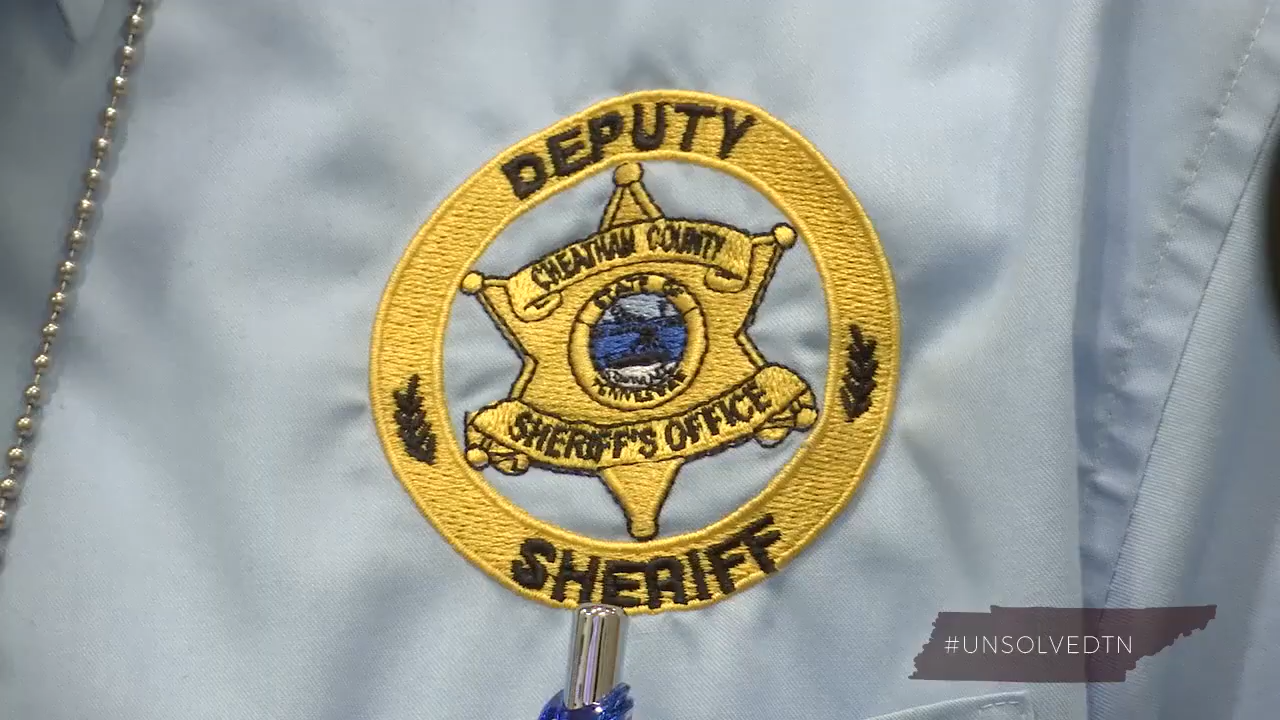 DEPUTY
CHEATHAM COUNTY
STATE OF
TENNESSEE
SHERIFF'S OFFICE
SHERIFF
#UNSOLVEDTN